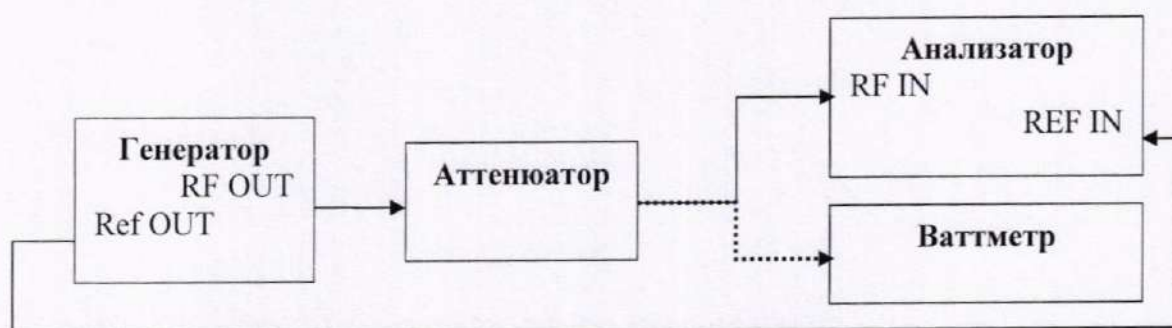 Генератор
RF OUT
Ref OUT
Аттенюатор
Анализатор
RF IN
REF IN
Ваттметр